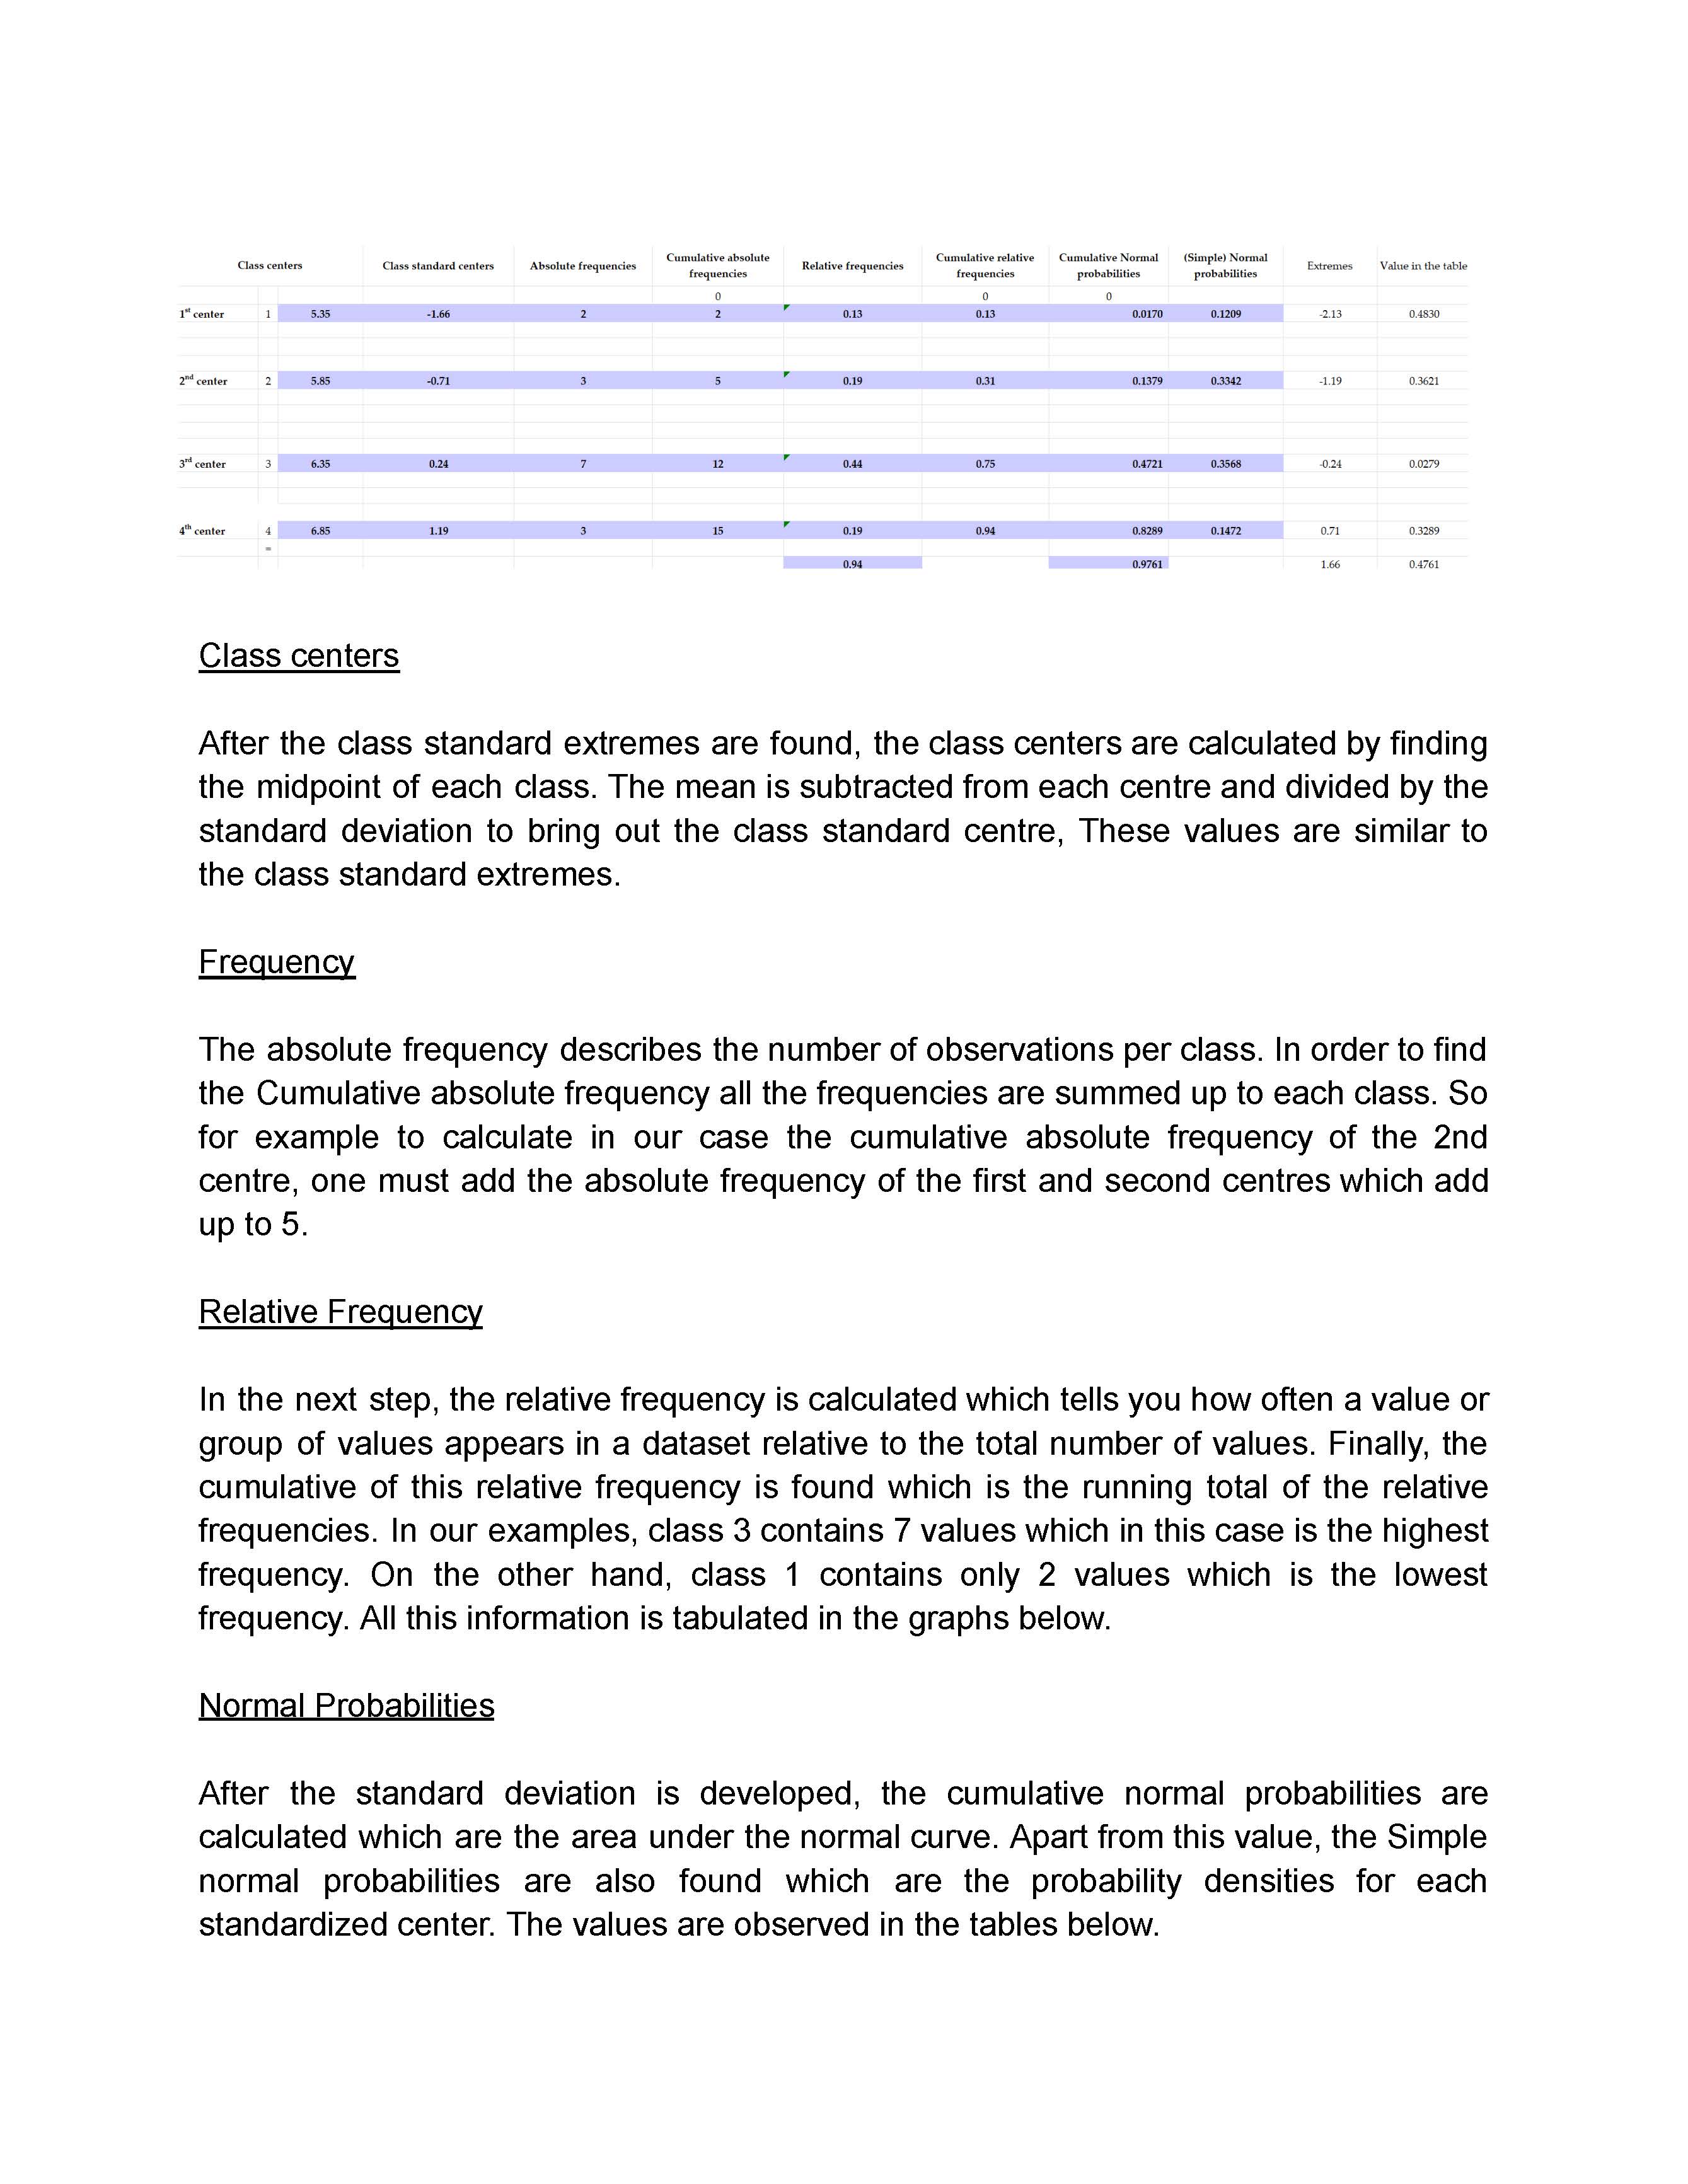 Class centers Class standard centers Absolute frequencies Cumulative absolute frequencies Relative frequencies Cumulative relative frequencies Cumulative Normal probabilities (Simple) Normal probabilities Extremes Value in the table
0 0 0
1st center 1 5.35 -1.66 2 2 0.13 0.13 0.0170 0.1209 -2.13 0.4830
2nd center 2 5.85 -0.71 3 5 0.19 0.31 0.1379 0.3342 -1.19 0.3621
3rd center 3 6.35 0.24 7 12 0.44 0.75 0.4721 0.3568 -0.24 0.0279
4th center 4 6.85 1.19 3 15 0.19 0.94 0.8289 0.1472 0.71 0.3289
=
0.94 0.9761 1.66 0.4761
Class centers
After the class standard extremes are found, the class centers are calculated by finding
the midpoint of each class. The mean is subtracted from each centre and divided by the
standard deviation to bring out the class standard centre, These values are similar to
the class standard extremes.
Frequency
The absolute frequency describes the number of observations per class. In order to find
the Cumulative absolute frequency all the frequencies are summed up to each class. So
for example to calculate in our case the cumulative absolute frequency of the 2nd
centre, one must add the absolute frequency of the first and second centres which add
up to 5.
Relative Frequency
In the next step, the relative frequency is calculated which tells you how often a value or
group of values appears in a dataset relative to the total number of values. Finally, the
cumulative of this relative frequency is found which is the running total of the relative
frequencies. In our examples, class 3 contains 7 values which in this case is the highest
frequency. On the other hand, class 1 contains only 2 values which is the lowest
frequency. All this information is tabulated in the graphs below.
Normal Probabilities
After the standard deviation is developed, the cumulative normal probabilities are
calculated which are the area under the normal curve. Apart from this value, the Simple
normal probabilities are also found which are the probability densities for each
standardized center. The values are observed in the tables below.